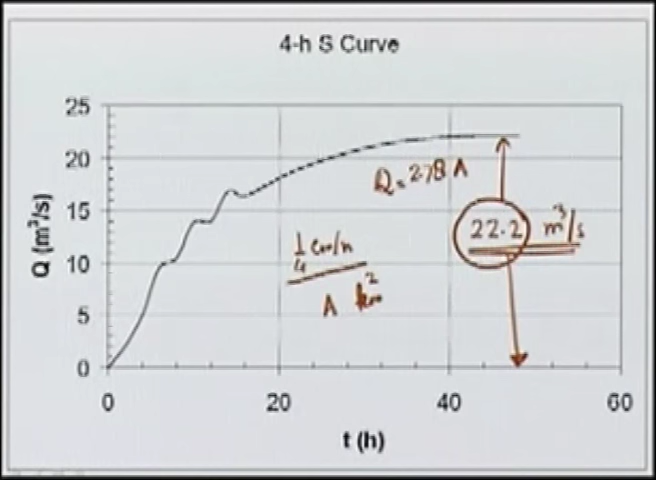 4-h S Curve
25
20
15
10
5
0
Q (m³/s)
Q = 2.78 A
22.2 m³/s
1/4 cm/h
A km²
0
20
40
60
t (h)